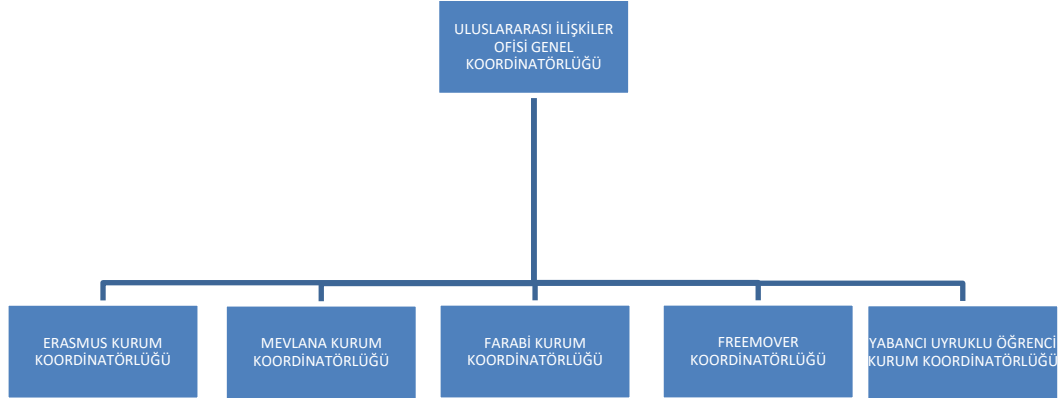 ULUSLARARASI İLİŞKİLER
OFİSİ GENEL
KOORDİNATÖRLÜĞÜ
ERASMUS KURUM
KOORDİNATÖRLÜĞÜ
MEVLANA KURUM
KOORDİNATÖRLÜĞÜ
FARABİ KURUM
KOORDİNATÖRLÜĞÜ
FREEMOVER
KOORDİNATÖRLÜĞÜ
YABANCI UYRUKLU ÖĞRENCİ
KURUM KOORDİNATÖRLÜĞÜ